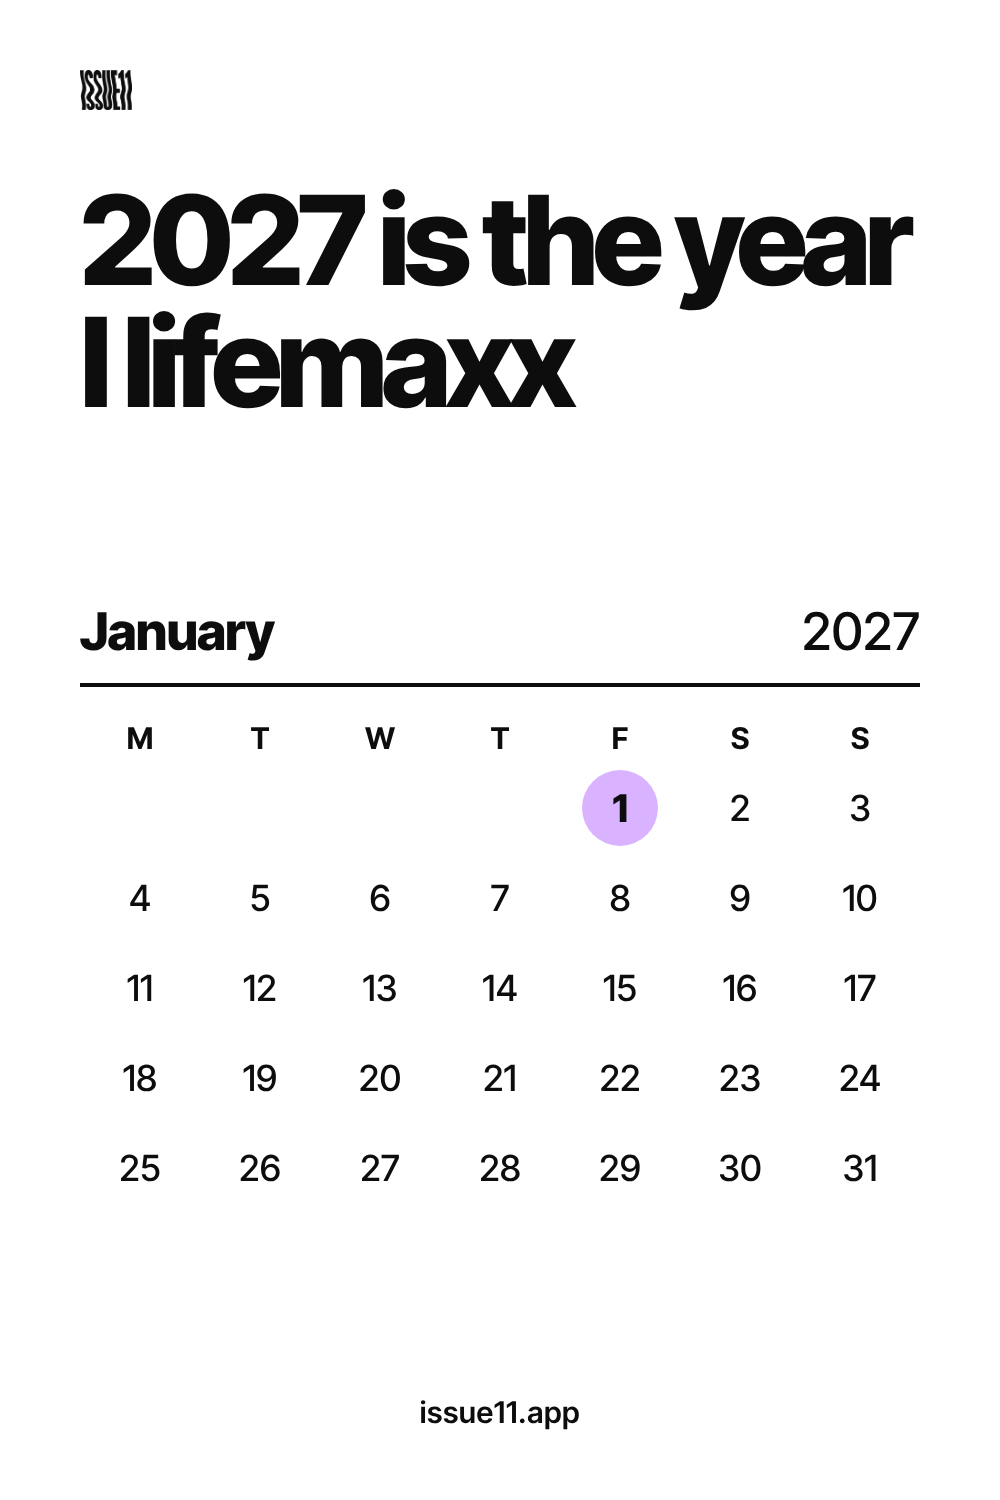 ISSUE11
2027 is the year
I lifemaxx
January 2027
M T W T F S S
1 2 3
4 5 6 7 8 9 10
11 12 13 14 15 16 17
18 19 20 21 22 23 24
25 26 27 28 29 30 31
issue11.app